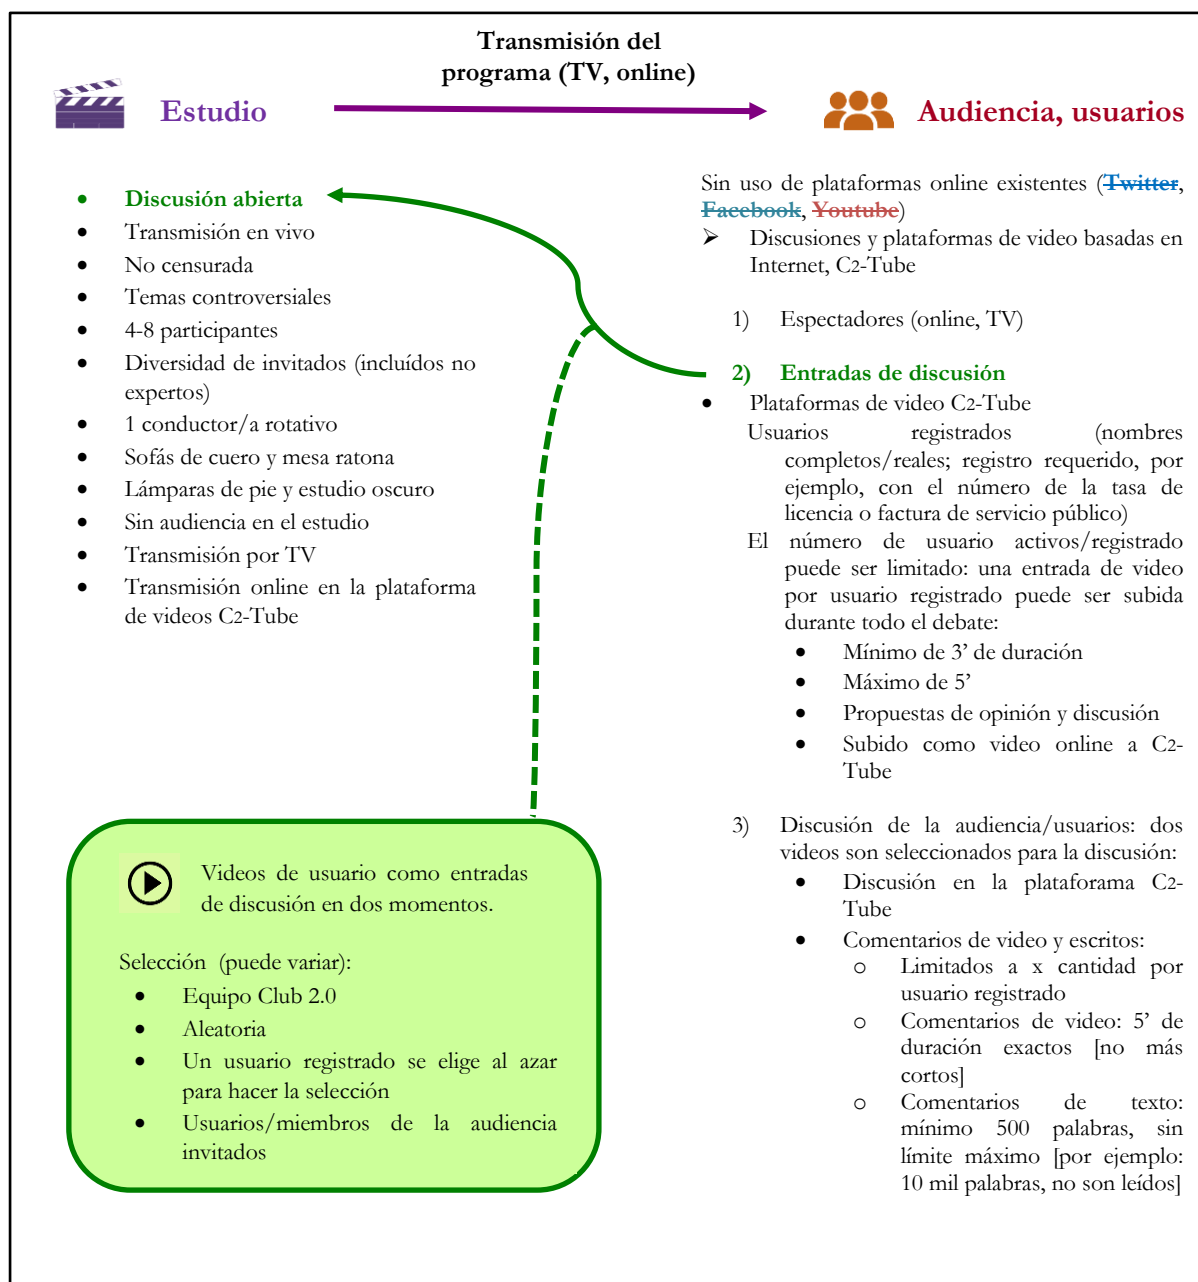 Transmisión del
programa (TV, online)
Estudio
Audiencia, usuarios
• Discusión abierta
• Transmisión en vivo
• No censurada
• Temas controversiales
• 4-8 participantes
• Diversidad de invitados (incluídos no
expertos)
• 1 conductor/a rotativo
• Sofás de cuero y mesa ratona
• Lámparas de pie y estudio oscuro
• Sin audiencia en el estudio
• Transmisión por TV
• Transmisión online en la plataforma
de videos C2-Tube
Videos de usuario como entradas
de discusión en dos momentos.
Selección (puede variar):
• Equipo Club 2.0
• Aleatoria
• Un usuario registrado se elige al azar
para hacer la selección
• Usuarios/miembros de la audiencia
invitados
Sin uso de plataformas online existentes (Twitter,
Facebook, Youtube)
➢ Discusiones y plataformas de video basadas en
Internet, C2-Tube
1) Espectadores (online, TV)
2) Entradas de discusión
• Plataformas de video C2-Tube
Usuarios registrados (nombres
completos/reales; registro requerido, por
ejemplo, con el número de la tasa de
licencia o factura de servicio público)
El número de usuario activos/registrado
puede ser limitado: una entrada de video
por usuario registrado puede ser subida
durante todo el debate:
• Mínimo de 3’ de duración
• Máximo de 5’
• Propuestas de opinión y discusión
• Subido como video online a C2-
Tube
3) Discusión de la audiencia/usuarios: dos
videos son seleccionados para la discusión:
• Discusión en la plataforama C2-
Tube
• Comentarios de video y escritos:
o Limitados a x cantidad por
usuario registrado
o Comentarios de video: 5’ de
duración exactos [no más
cortos]
o Comentarios de texto:
mínimo 500 palabras, sin
límite máximo [por ejemplo:
10 mil palabras, no son leídos]